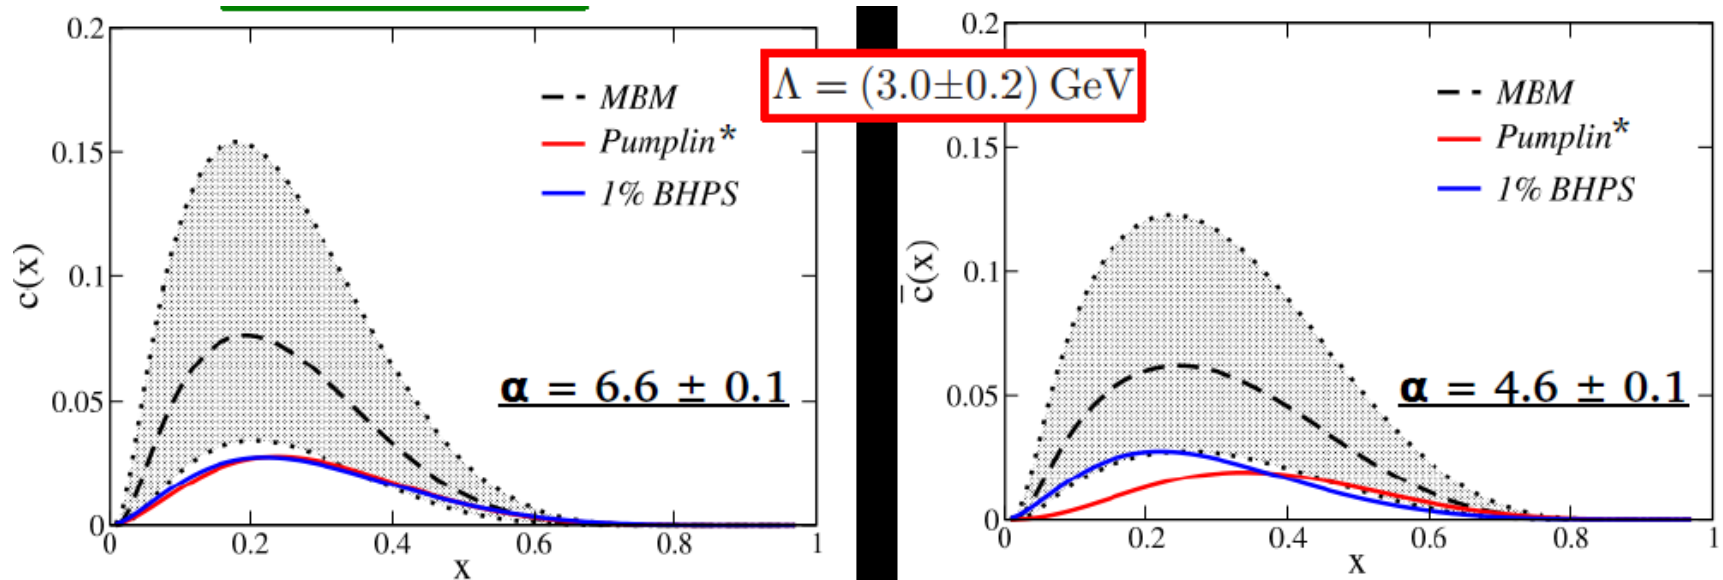 Λ = (3.0±0.2) GeV
0.2
0.15
0.1
0.05
0
c(x)
MBM
Pumplin*
1% BHPS
α = 6.6 ± 0.1
0 0.2 0.4 0.6 0.8 1
x
0.2
0.15
0.1
0.05
0
c̄(x)
MBM
Pumplin*
1% BHPS
α = 4.6 ± 0.1
0 0.2 0.4 0.6 0.8 1
x